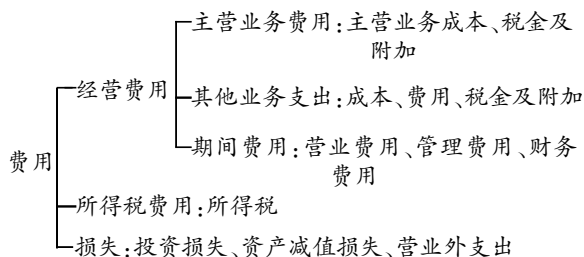 主营业务费用:主营业务成本、税金及
附加
经营费用
其他业务支出:成本、费用、税金及附加
期间费用:营业费用、管理费用、财务
费用
费用
所得税费用:所得税
损失:投资损失、资产减值损失、营业外支出